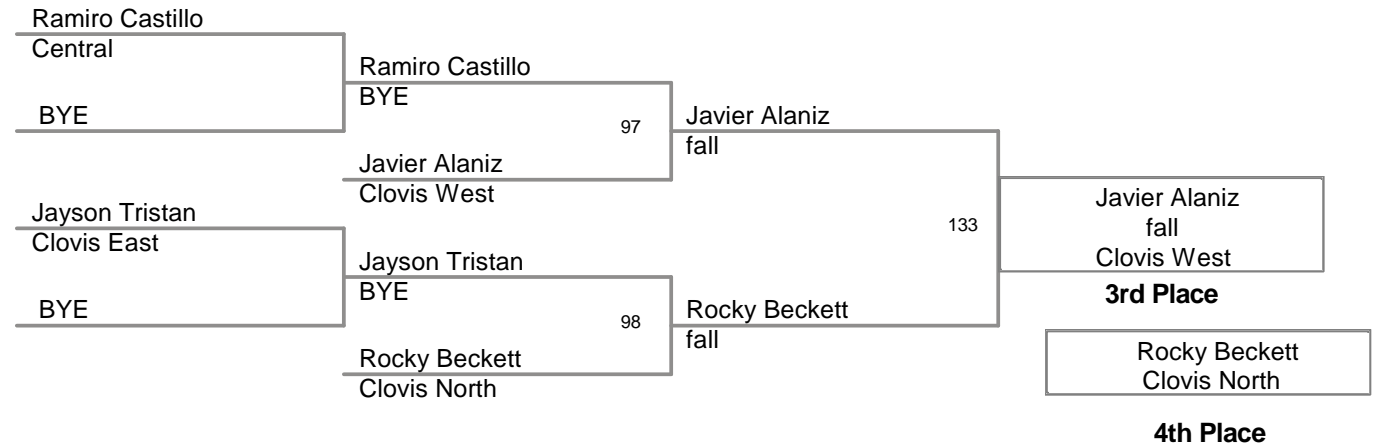 Ramiro Castillo
Central
BYE
Jayson Tristan
Clovis East
BYE
Ramiro Castillo
BYE
97
Javier Alaniz
Clovis West
Jayson Tristan
BYE
98
Rocky Beckett
Clovis North
Javier Alaniz
fall
133
Rocky Beckett
fall
Javier Alaniz
fall
Clovis West
3rd Place
Rocky Beckett
Clovis North
4th Place